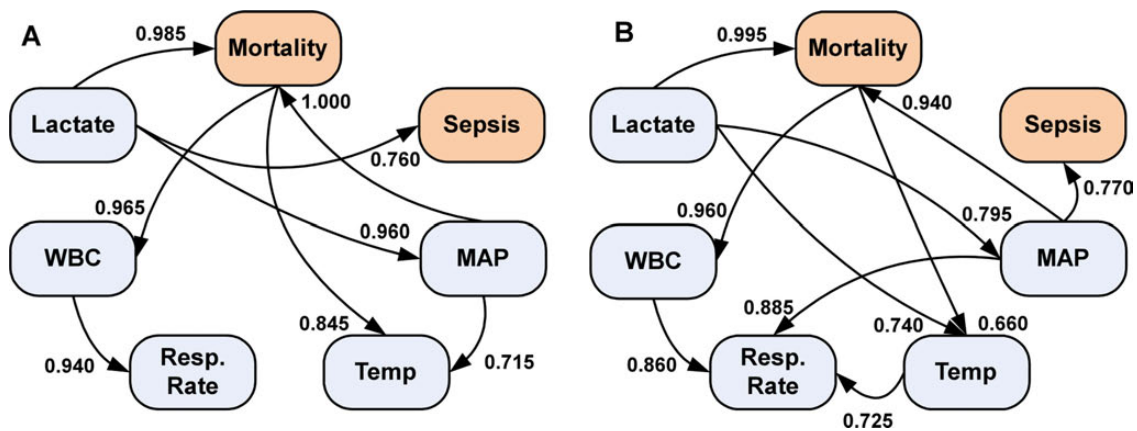 A
0.985
Mortality
1.000
Lactate
Sepsis
0.760
0.965
0.960
WBC
MAP
0.845
0.715
0.940
Resp.
Rate
Temp
B
0.995
Mortality
0.940
Lactate
Sepsis
0.770
0.960
0.795
WBC
MAP
0.885
0.740
0.660
0.860
Resp.
Rate
Temp
0.725